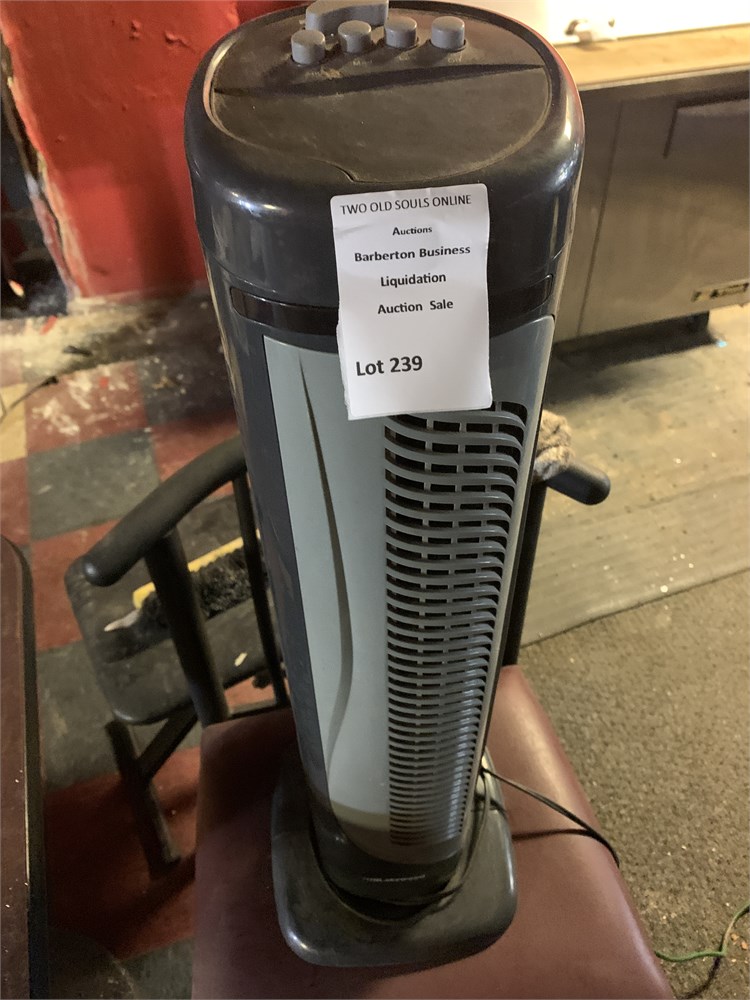 TWO OLD SOULS ONLINE
Auctions
Barberton Business
Liquidation
Auction Sale
Lot 239